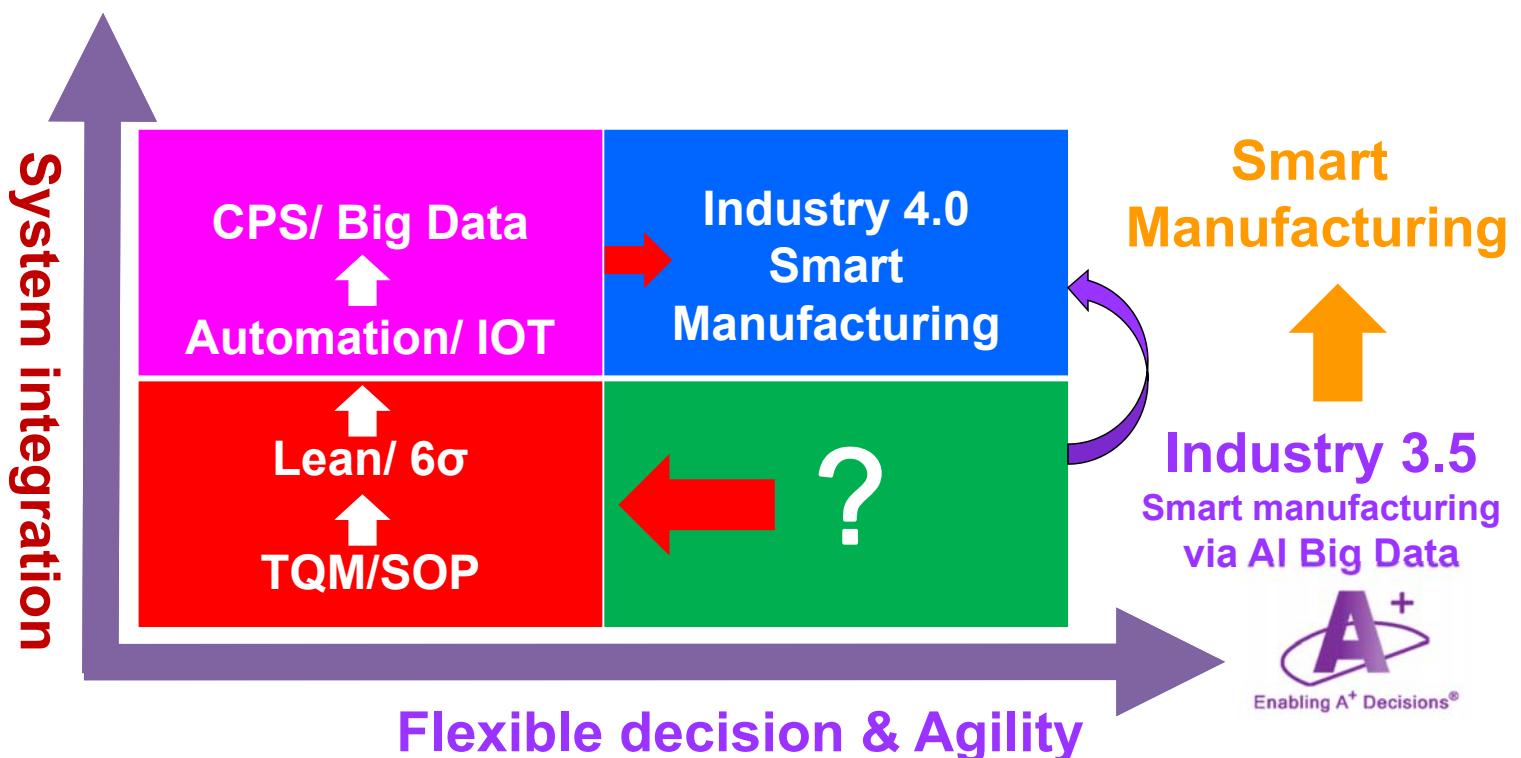 System integration
CPS/ Big Data
Automation/ IOT
Industry 4.0
Smart
Manufacturing
Lean/ 6σ
TQM/SOP
?
Smart
Manufacturing
Industry 3.5
Smart manufacturing
via AI Big Data
A+
Enabling A+ Decisions®
Flexible decision & Agility